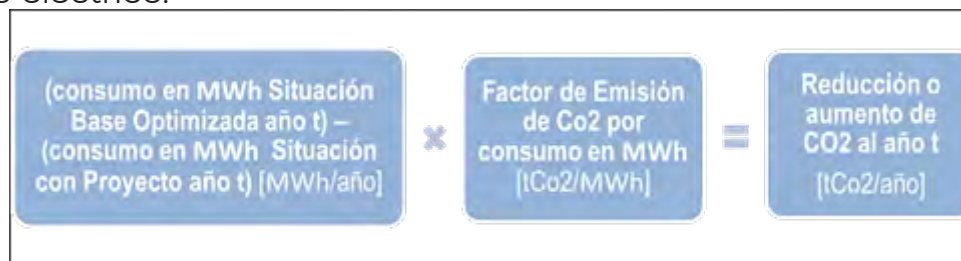 (consumo en MWh Situación
Base Optimizada año t) –
(consumo en MWh Situación
con Proyecto año t) [MWh/año]
×
Factor de Emisión
de Co2 por
consumo en MWh
[tCo2/MWh]
=
Reducción o
aumento de
CO2 al año t
[tCo2/año]